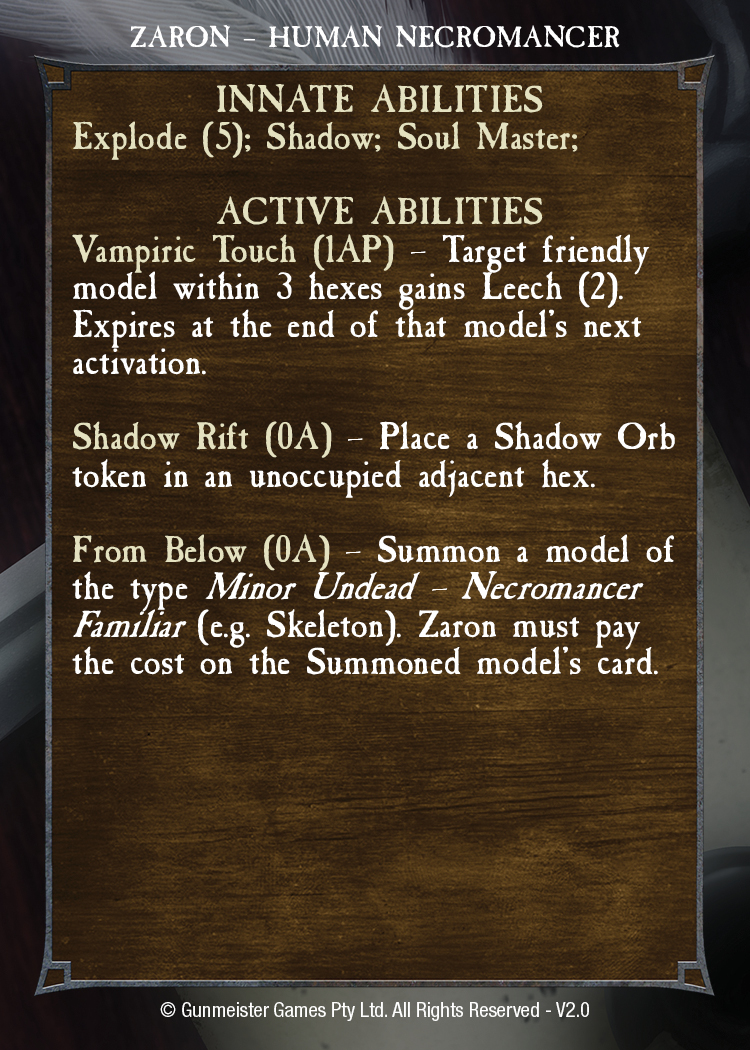 ZARON – HUMAN NECROMANCER
INNATE ABILITIES
Explode (5); Shadow; Soul Master;
ACTIVE ABILITIES
Vampiric Touch (1AP) – Target friendly
model within 3 hexes gains Leech (2).
Expires at the end of that model's next
activation.
Shadow Rift (0A) – Place a Shadow Orb
token in an unoccupied adjacent hex.
From Below (0A) – Summon a model of
the type Minor Undead – Necromancer
Familiar (e.g. Skeleton). Zaron must pay
the cost on the Summoned model's card.
© Gunmeister Games Pty Ltd. All Rights Reserved - V2.0